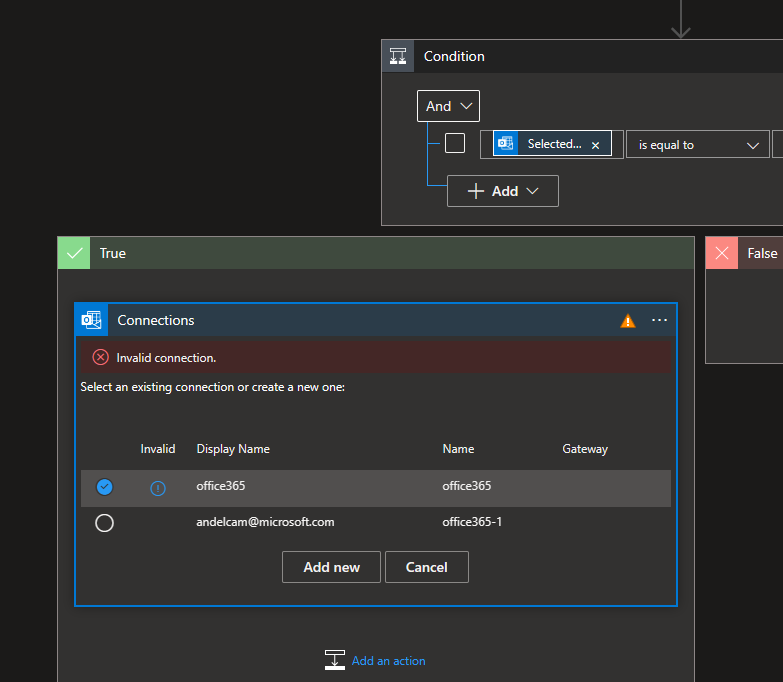 Condition
And
Selected...
is equal to
Add
True
False
Connections
Invalid connection.
Select an existing connection or create a new one:
Invalid Display Name Name Gateway
office365 office365
andelcam@microsoft.com office365-1
Add new Cancel
Add an action